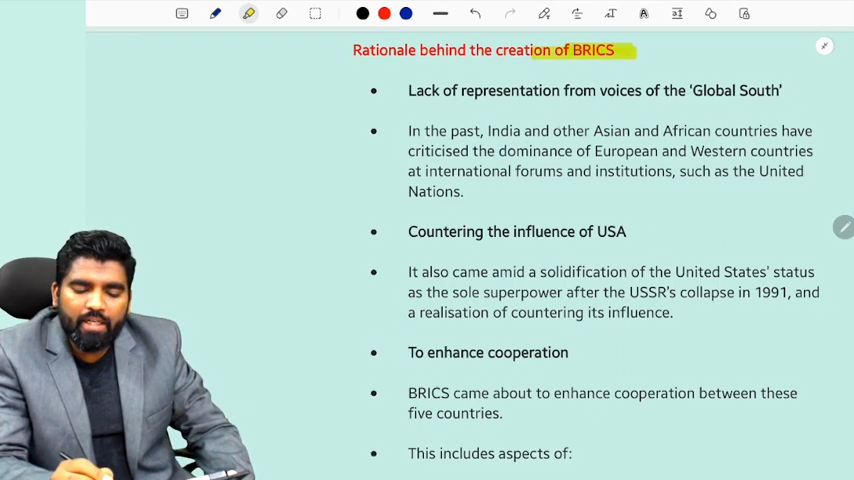 Rationale behind the creation of BRICS
• Lack of representation from voices of the ‘Global South’
• In the past, India and other Asian and African countries have
criticised the dominance of European and Western countries
at international forums and institutions, such as the United
Nations.
• Countering the influence of USA
• It also came amid a solidification of the United States' status
as the sole superpower after the USSR's collapse in 1991, and
a realisation of countering its influence.
• To enhance cooperation
• BRICS came about to enhance cooperation between these
five countries.
• This includes aspects of: